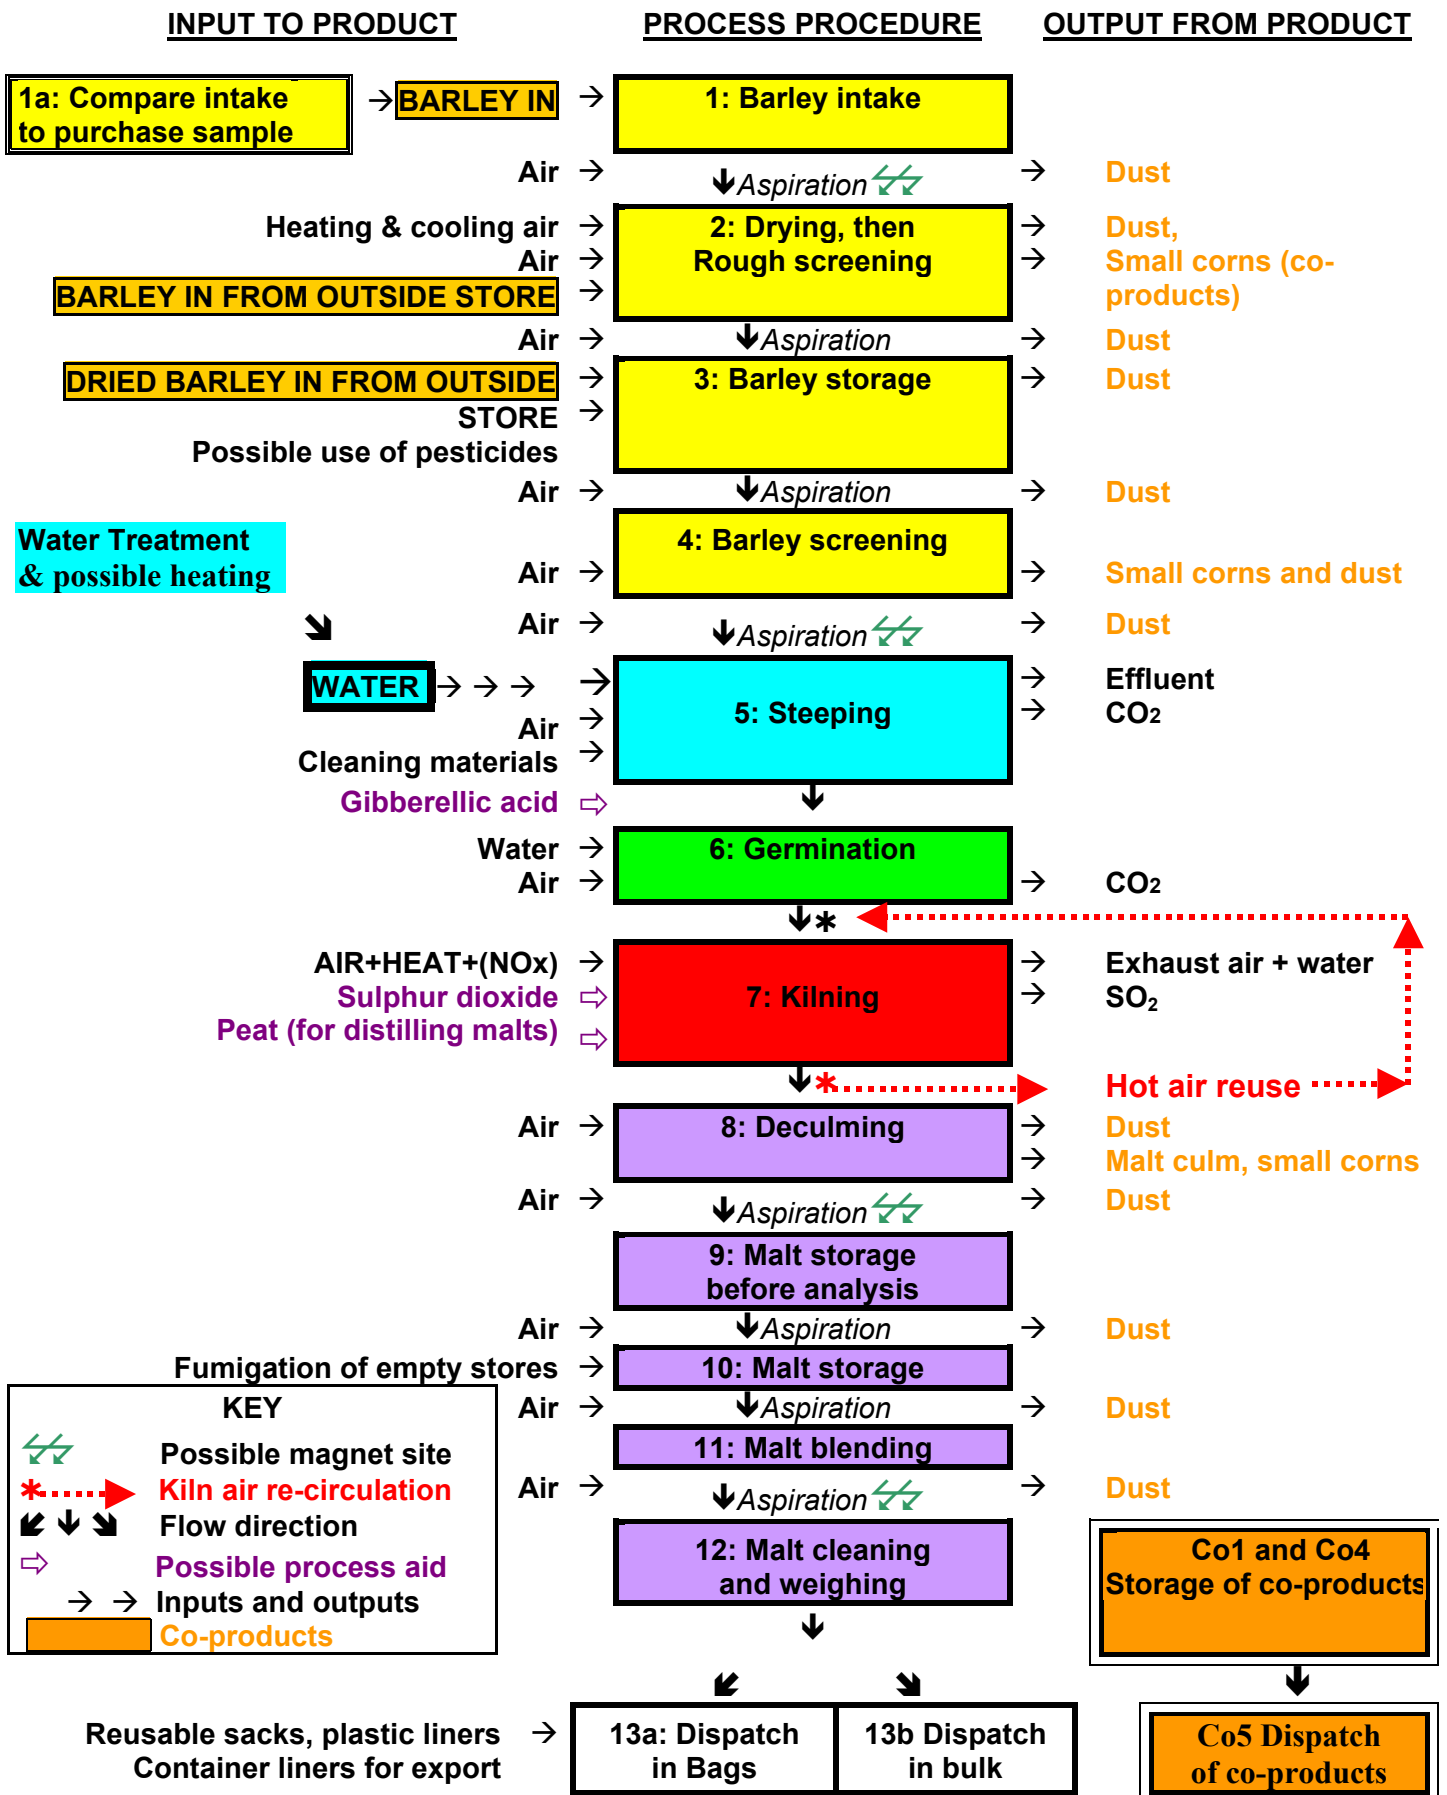 INPUT TO PRODUCT PROCESS PROCEDURE OUTPUT FROM PRODUCT
1a: Compare intake
to purchase sample
→ BARLEY IN →
1: Barley intake
Air → Aspiration → Dust
Heating & cooling air →
Air →
BARLEY IN FROM OUTSIDE STORE →
2: Drying, then
Rough screening
→ Dust,
→ Small corns (co-
products)
Air → Aspiration → Dust
DRIED BARLEY IN FROM OUTSIDE →
STORE →
Possible use of pesticides
3: Barley storage
→ Dust
Air → Aspiration → Dust
Water Treatment
& possible heating
4: Barley screening
Air → → Small corns and dust
Air → Aspiration → Dust
WATER → → → →
Air →
Cleaning materials →
5: Steeping
→ Effluent
→ CO2
Gibberellic acid ⇨
Water →
Air →
6: Germination
→ CO2
*
AIR+HEAT+(NOx) →
Sulphur dioxide ⇨
Peat (for distilling malts) ⇨
7: Kilning
→ Exhaust air + water
→ SO2
* Hot air reuse
Air →
8: Deculming
→ Dust
→ Malt culm, small corns
Air → Aspiration → Dust
9: Malt storage
before analysis
Air → Aspiration → Dust
Fumigation of empty stores →
10: Malt storage
Air → Aspiration → Dust
11: Malt blending
Air → Aspiration → Dust
12: Malt cleaning
and weighing
KEY
Possible magnet site
* Kiln air re-circulation
Flow direction
⇨ Possible process aid
→ → Inputs and outputs
Co-products
Co1 and Co4
Storage of co-products
Reusable sacks, plastic liners →
Container liners for export
13a: Dispatch
in Bags
13b Dispatch
in bulk
Co5 Dispatch
of co-products